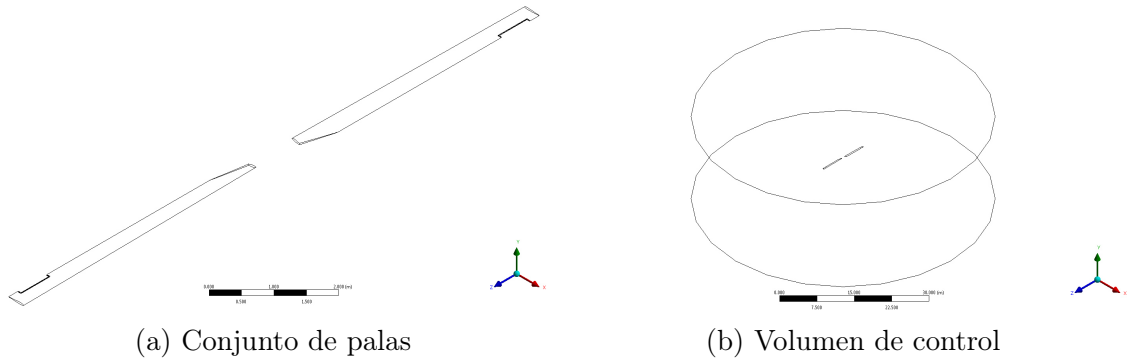 Y
Z
X
0.000
1.000
2.000 (m)
0.500
1.500
Y
Z
X
0.000
15.000
30.000 (m)
7.500
22.500
(a) Conjunto de palas
(b) Volumen de control